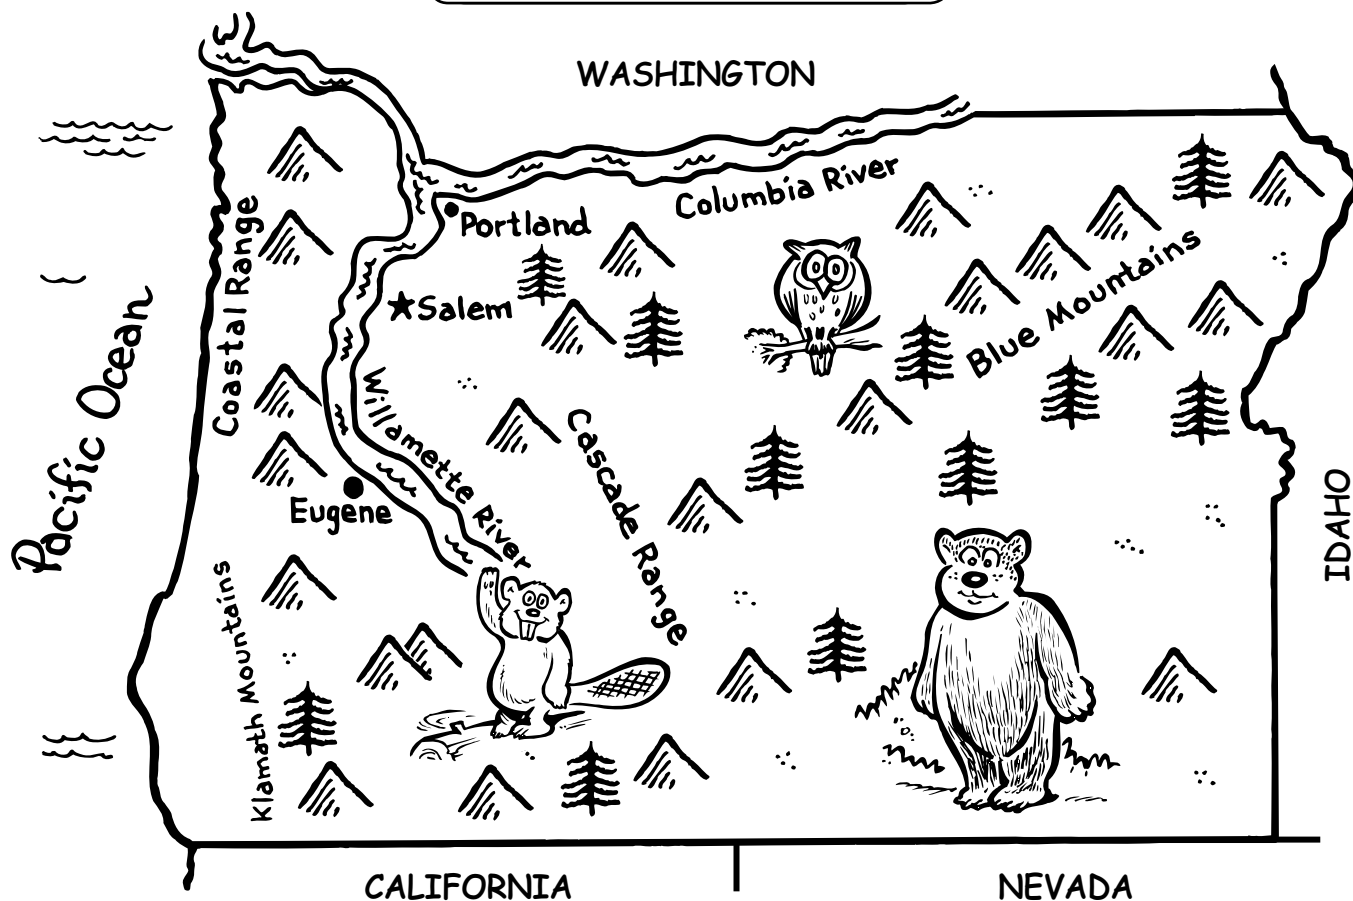 WASHINGTON
Columbia River
Portland
Coastal Range
Salem
Blue Mountains
Pacific Ocean
Willamette River
Cascade Range
Eugene
IDAHO
Klamath Mountains
CALIFORNIA
NEVADA